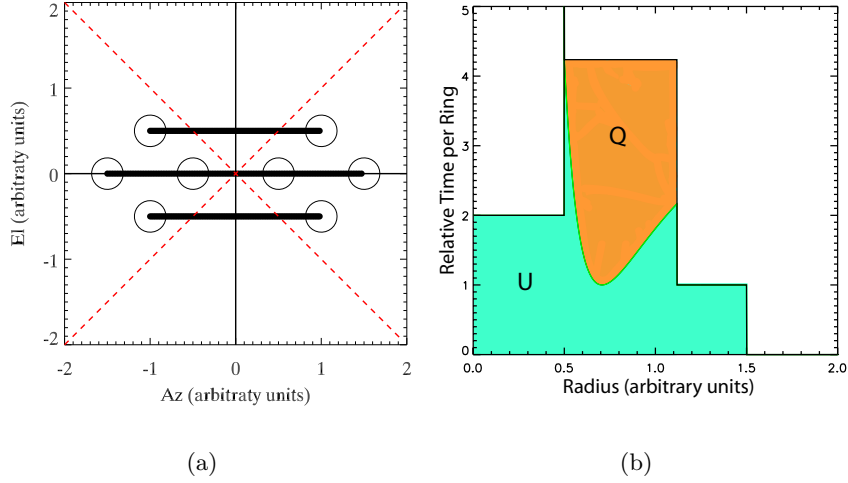 2
1
0
-1
-2
-2
-1
0
1
2
El (arbitraty units)
Az (arbitraty units)
(a)
5
4
3
2
1
0
0.0
0.5
1.0
1.5
2.0
Relative Time per Ring
Radius (arbitrary units)
Q
U
(b)